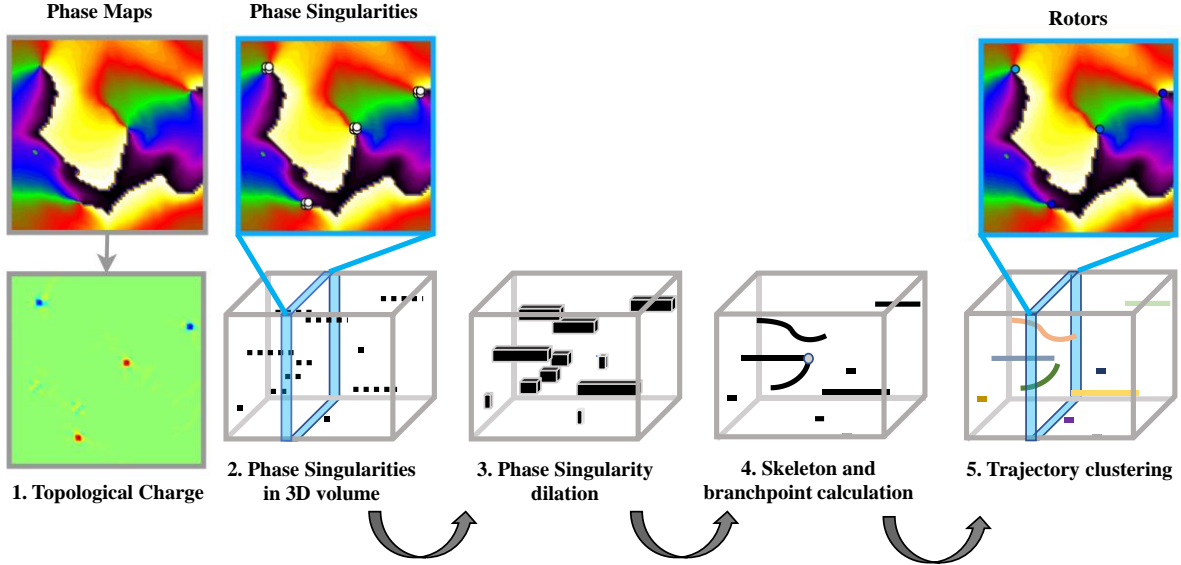 Phase Maps
Phase Singularities
Rotors
1. Topological Charge
2. Phase Singularities
in 3D volume
3. Phase Singularity
dilation
4. Skeleton and
branchpoint calculation
5. Trajectory clustering